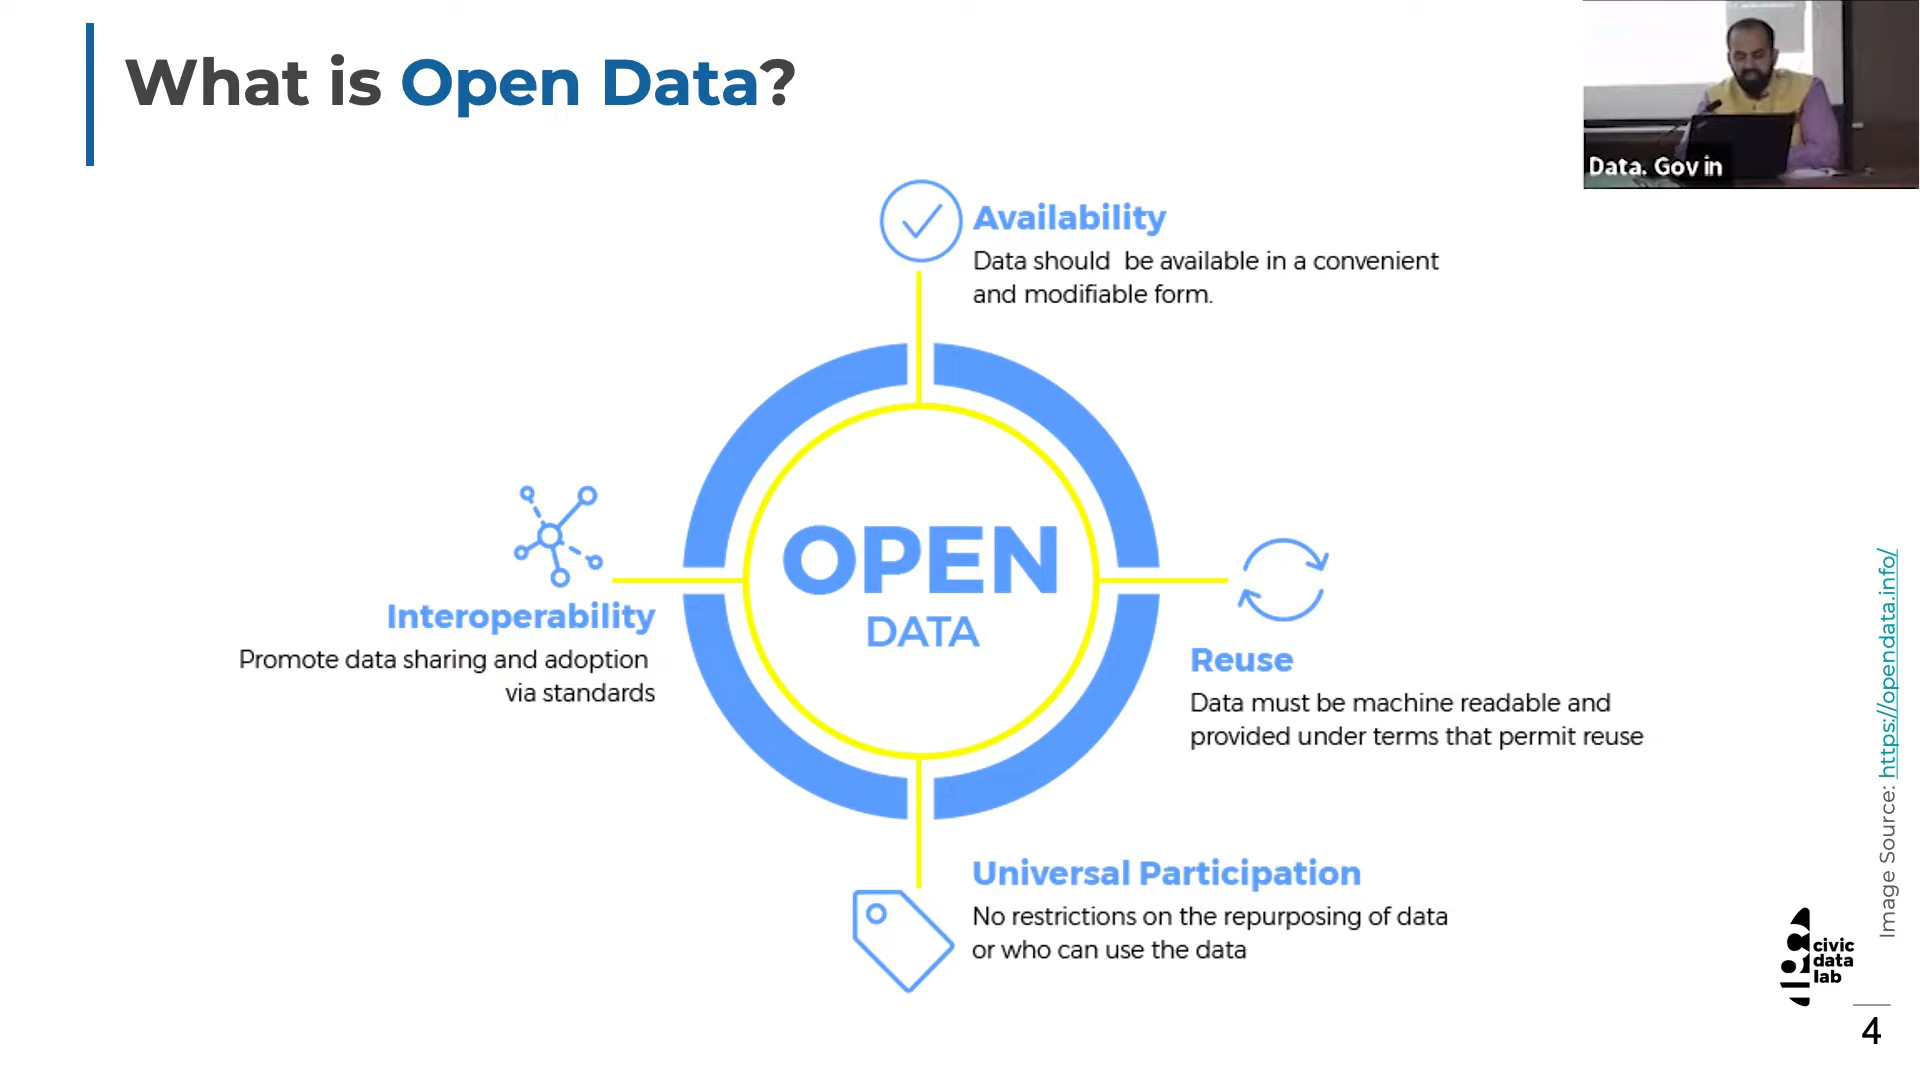 What is Open Data?
Data. Gov in
Availability
Data should be available in a convenient
and modifiable form.
OPEN
DATA
Interoperability
Promote data sharing and adoption
via standards
Reuse
Data must be machine readable and
provided under terms that permit reuse
Universal Participation
No restrictions on the repurposing of data
or who can use the data
Image Source: https://opendata.info/
civic
data
lab
4